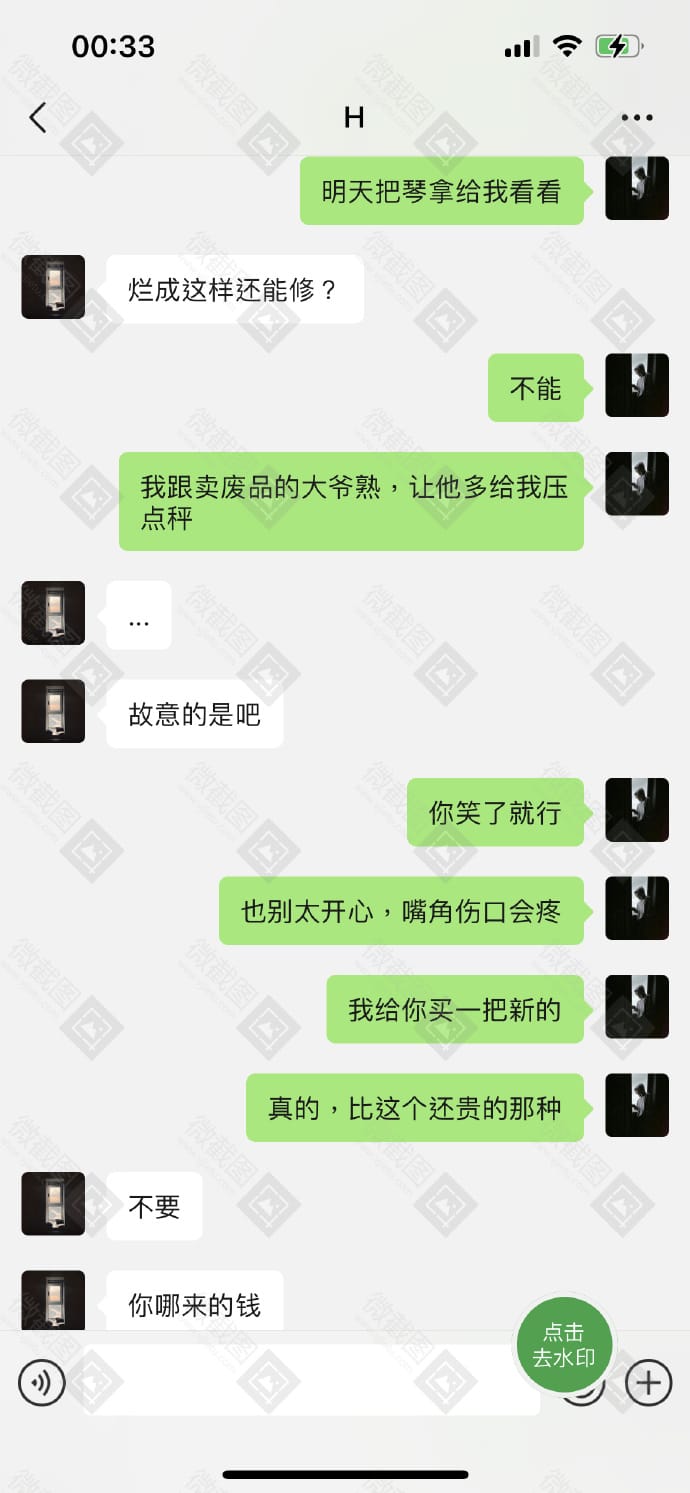 00:33
H
明天把琴拿给我看看
烂成这样还能修？
不能
我跟卖废品的大爷熟，让他多给我压
点秤
...
故意的是吧
你笑了就行
也别太开心，嘴角伤口会疼
我给你买一把新的
真的，比这个还贵的那种
不要
你哪来的钱
点击
去水印
微截图